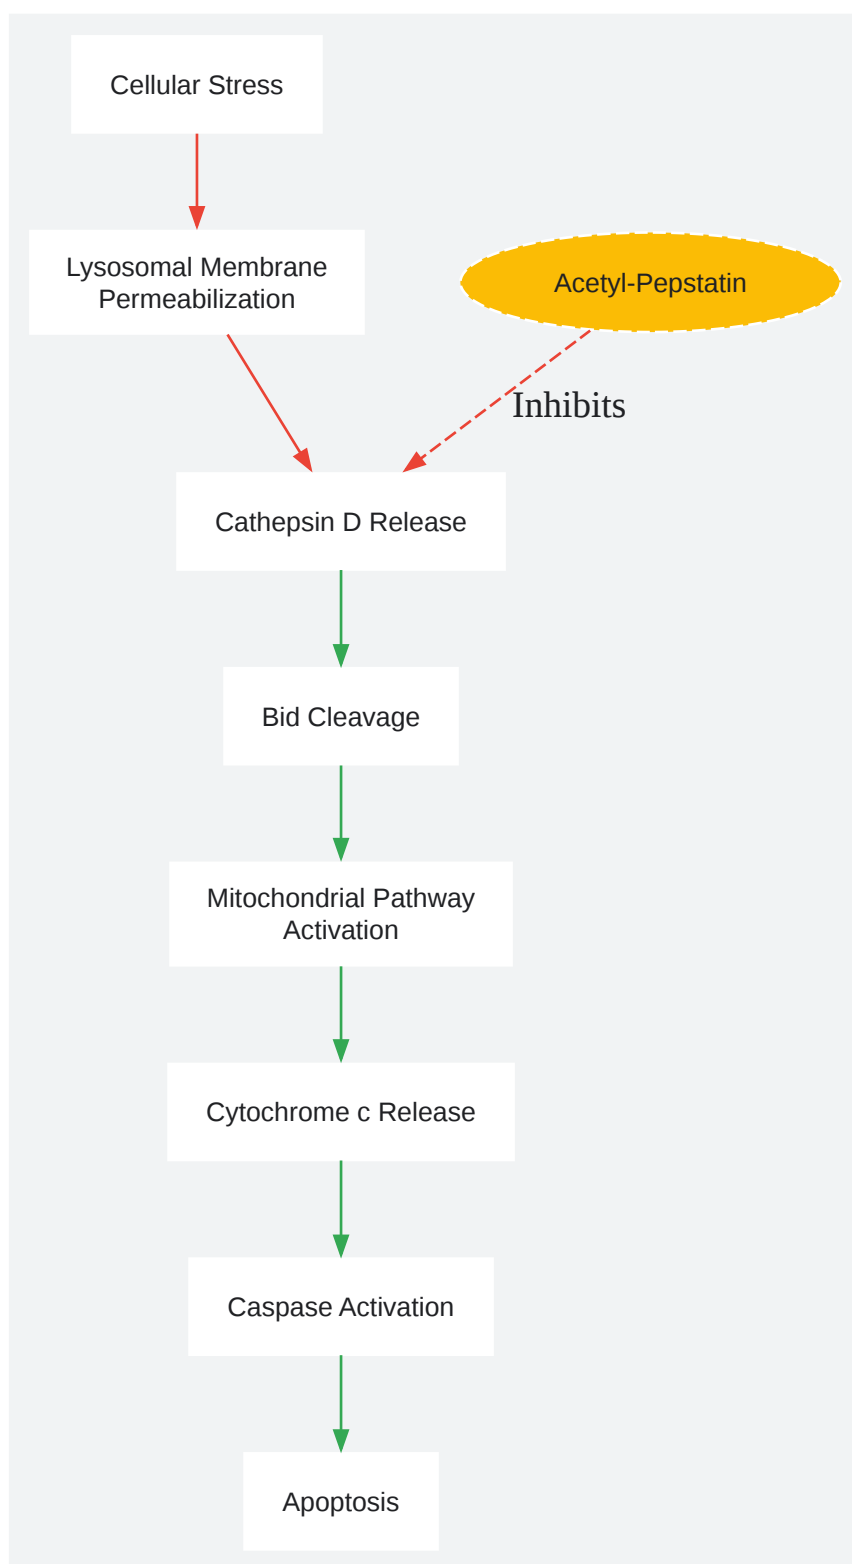 Cellular Stress
Lysosomal Membrane
Permeabilization
Acetyl-Pepstatin
Inhibits
Cathepsin D Release
Bid Cleavage
Mitochondrial Pathway
Activation
Cytochrome c Release
Caspase Activation
Apoptosis